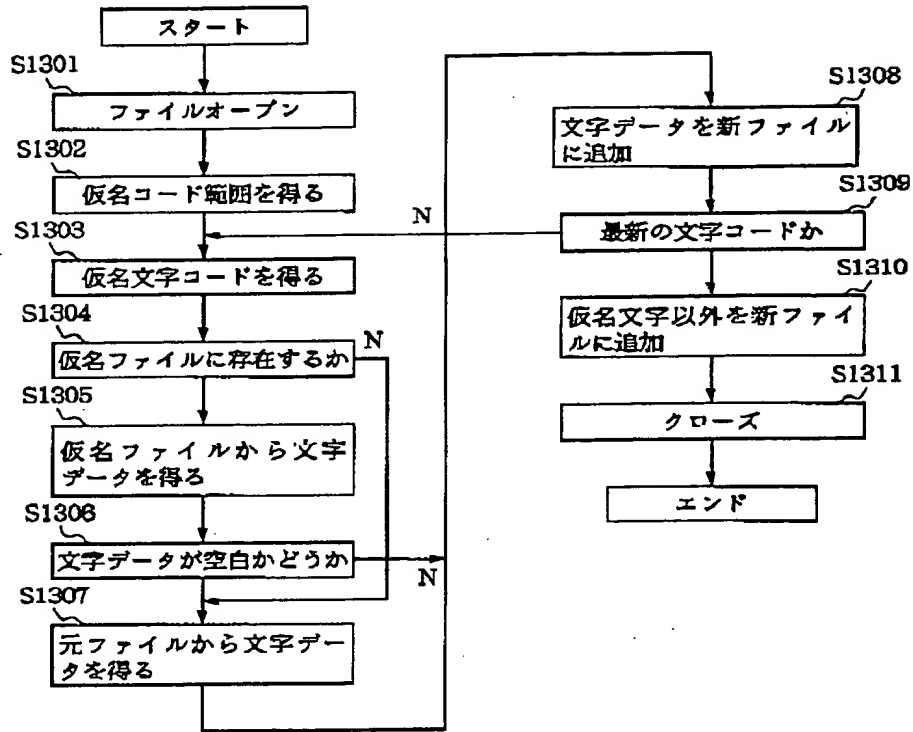 スタート
S1301
ファイルオープン
S1302
仮名コード範囲を得る
S1303
仮名文字コードを得る
S1304
仮名ファイルに存在するか
N
S1305
仮名ファイルから文字
データを得る
S1306
文字データが空白かどうか
N
S1307
元ファイルから文字デー
タを得る
S1308
文字データを新ファイル
に追加
S1309
N
最新の文字コードか
S1310
仮名文字以外を新ファイ
ルに追加
S1311
クローズ
エンド